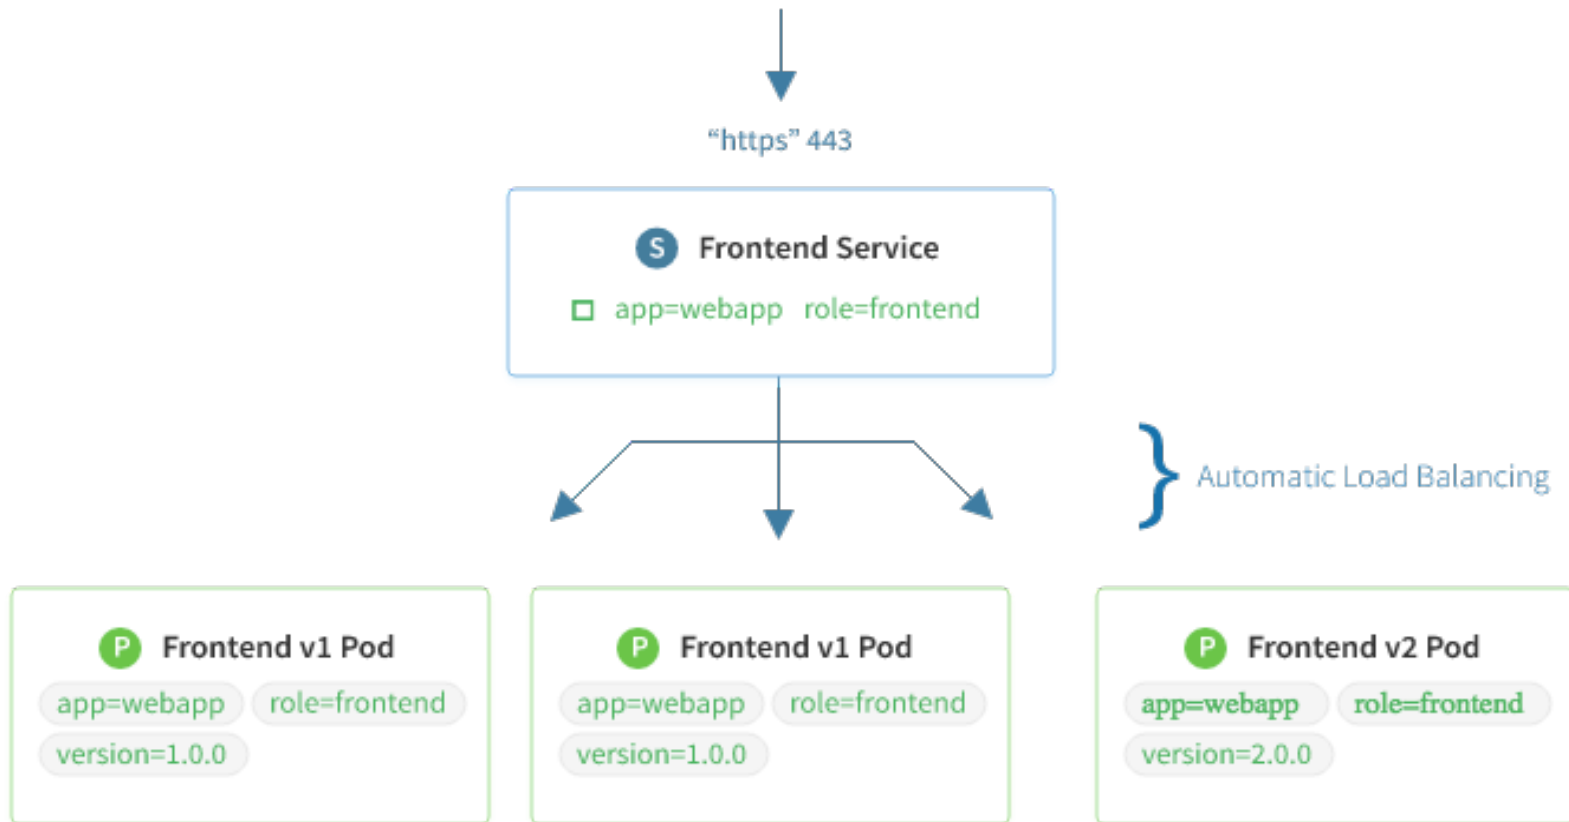 “https” 443
S Frontend Service
app=webapp role=frontend
Automatic Load Balancing
P Frontend v1 Pod
app=webapp role=frontend
version=1.0.0
P Frontend v1 Pod
app=webapp role=frontend
version=1.0.0
P Frontend v2 Pod
app=webapp role=frontend
version=2.0.0